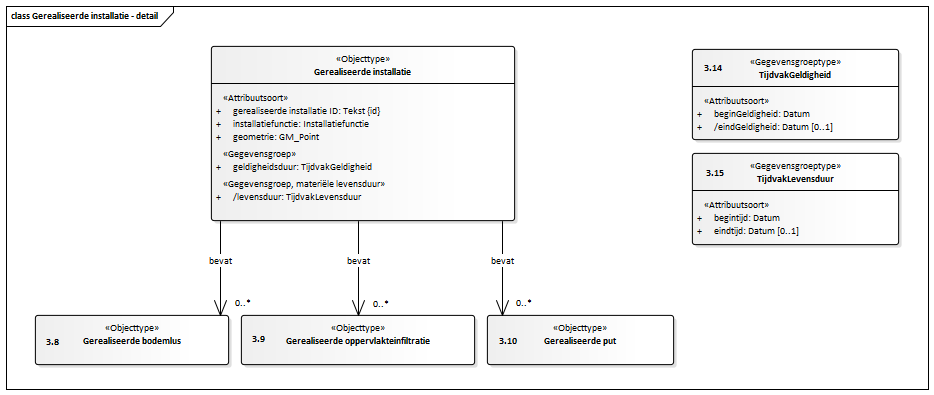 class Gerealiseerde installatie - detail
«Objecttype»
Gerealiseerde installatie
«Attribuutsoort»
+ gerealiseerde installatie ID: Tekst {id}
+ installatiefunctie: Installatiefunctie
+ geometrie: GM_Point
«Gegevensgroep»
+ geldigheidsduur: TijdvakGeldigheid
«Gegevensgroep, materiële levensduur»
+ /levensduur: TijdvakLevensduur
3.14
«Gegevensgroeptype»
TijdvakGeldigheid
«Attribuutsoort»
+ beginGeldigheid: Datum
+ /eindGeldigheid: Datum [0..1]
3.15
«Gegevensgroeptype»
TijdvakLevensduur
«Attribuutsoort»
+ begintijd: Datum
+ eindtijd: Datum [0..1]
bevat
bevat
bevat
0..*
0..*
0..*
3.8
«Objecttype»
Gerealiseerde bodemlus
3.9
«Objecttype»
Gerealiseerde oppervlakteinfiltratie
3.10
«Objecttype»
Gerealiseerde put